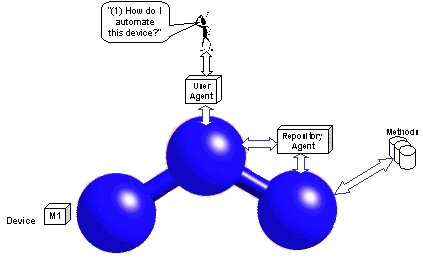 "(1) How do I
automate
this device?"
User
Agent
Repository
Agent
Methods
Device
M1